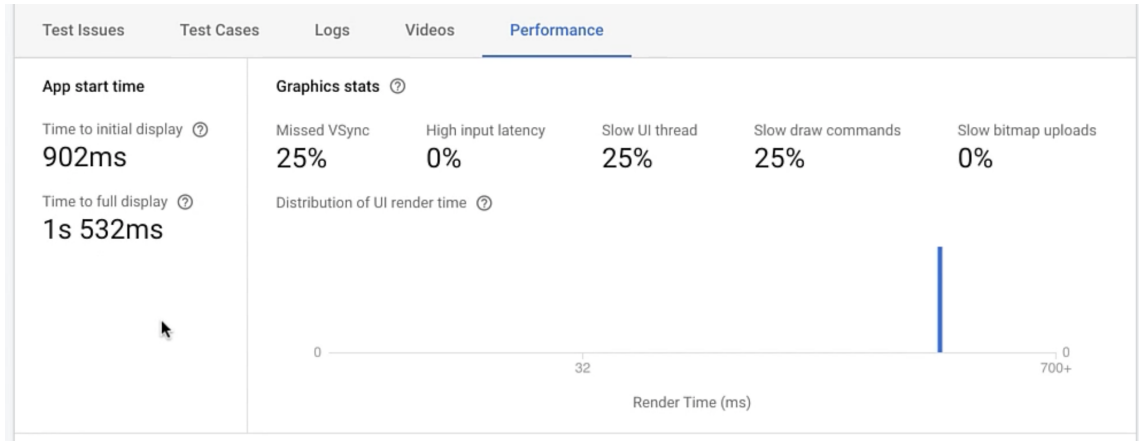 Test Issues Test Cases Logs Videos Performance
App start time
Time to initial display ?
902ms
Time to full display ?
1s 532ms
Graphics stats ?
Missed VSync High input latency Slow UI thread Slow draw commands Slow bitmap uploads
25% 0% 25% 25% 0%
Distribution of UI render time ?
0 0
32 700+
Render Time (ms)